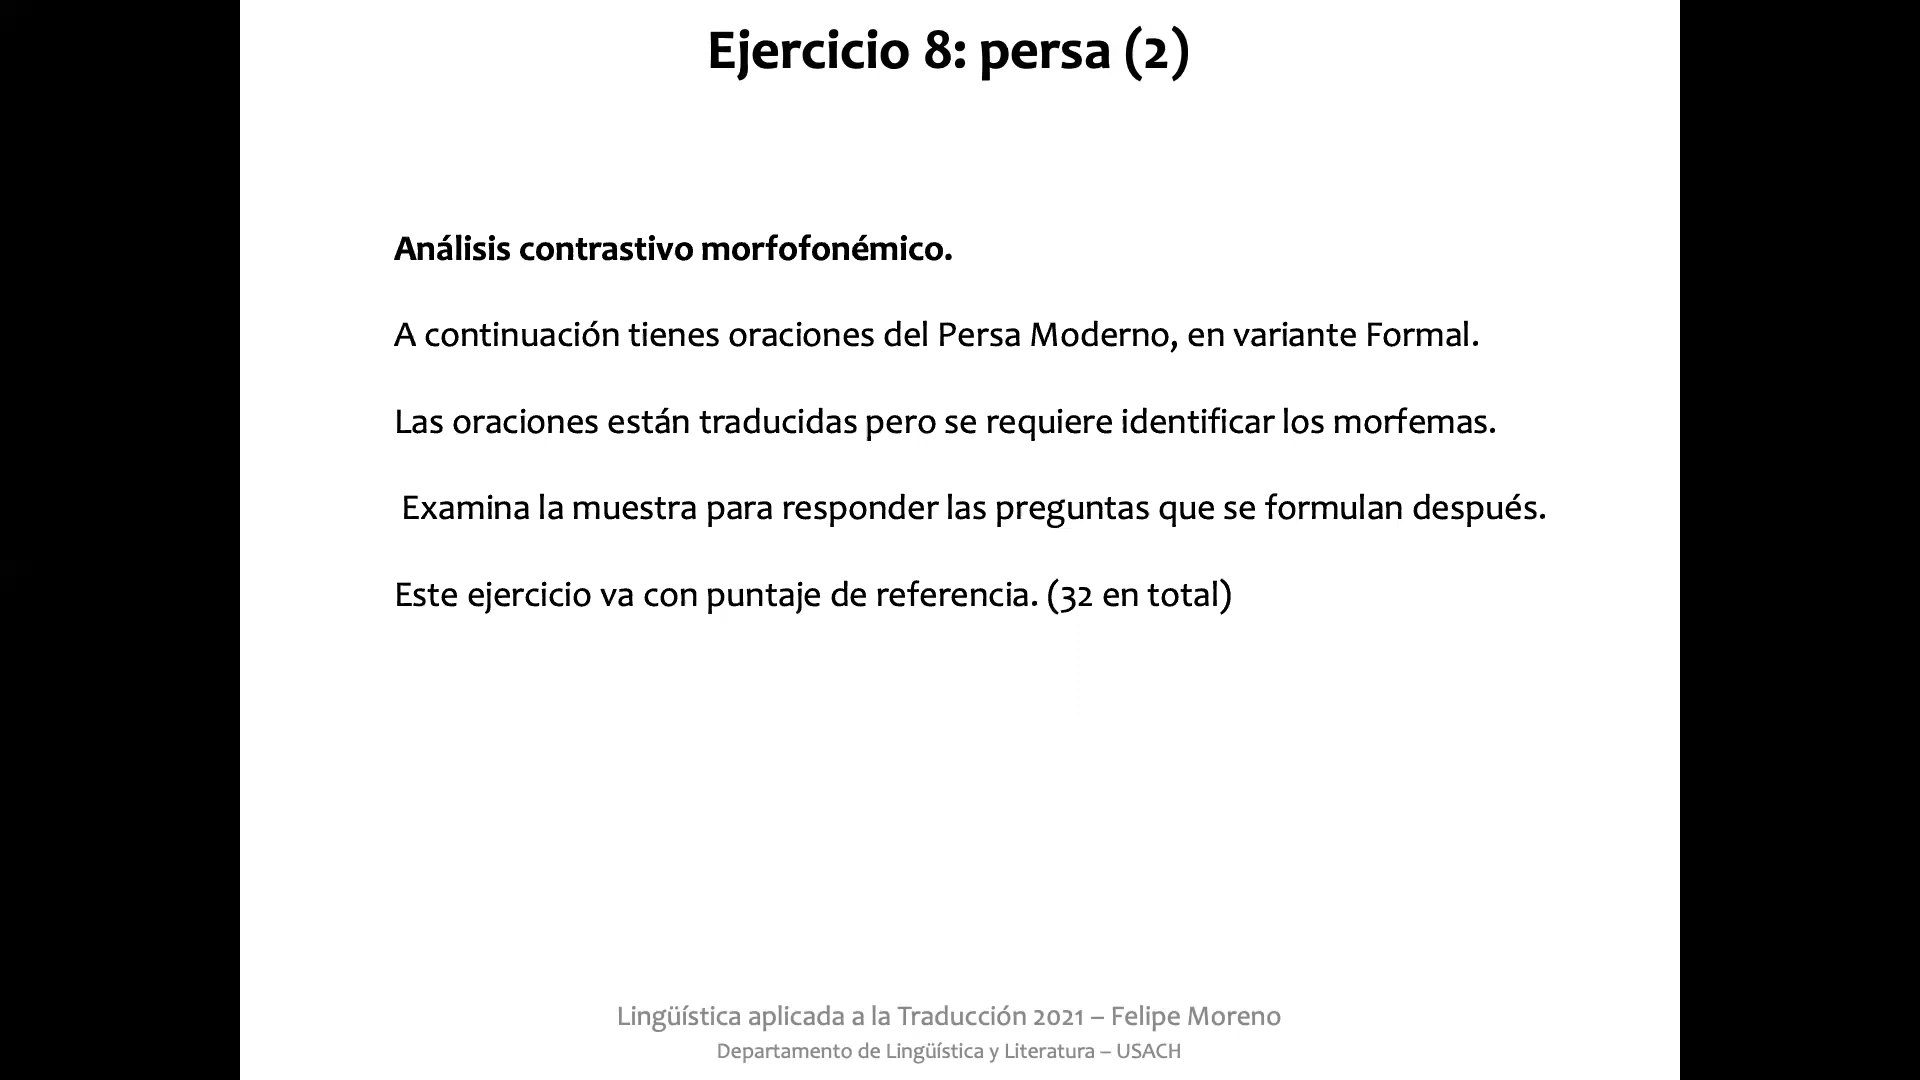 Ejercicio 8: persa (2)
Análisis contrastivo morfofonémico.
A continuación tienes oraciones del Persa Moderno, en variante Formal.
Las oraciones están traducidas pero se requiere identificar los morfemas.
Examina la muestra para responder las preguntas que se formulan después.
Este ejercicio va con puntaje de referencia. (32 en total)
Lingüística aplicada a la Traducción 2021 – Felipe Moreno
Departamento de Lingüística y Literatura – USACH